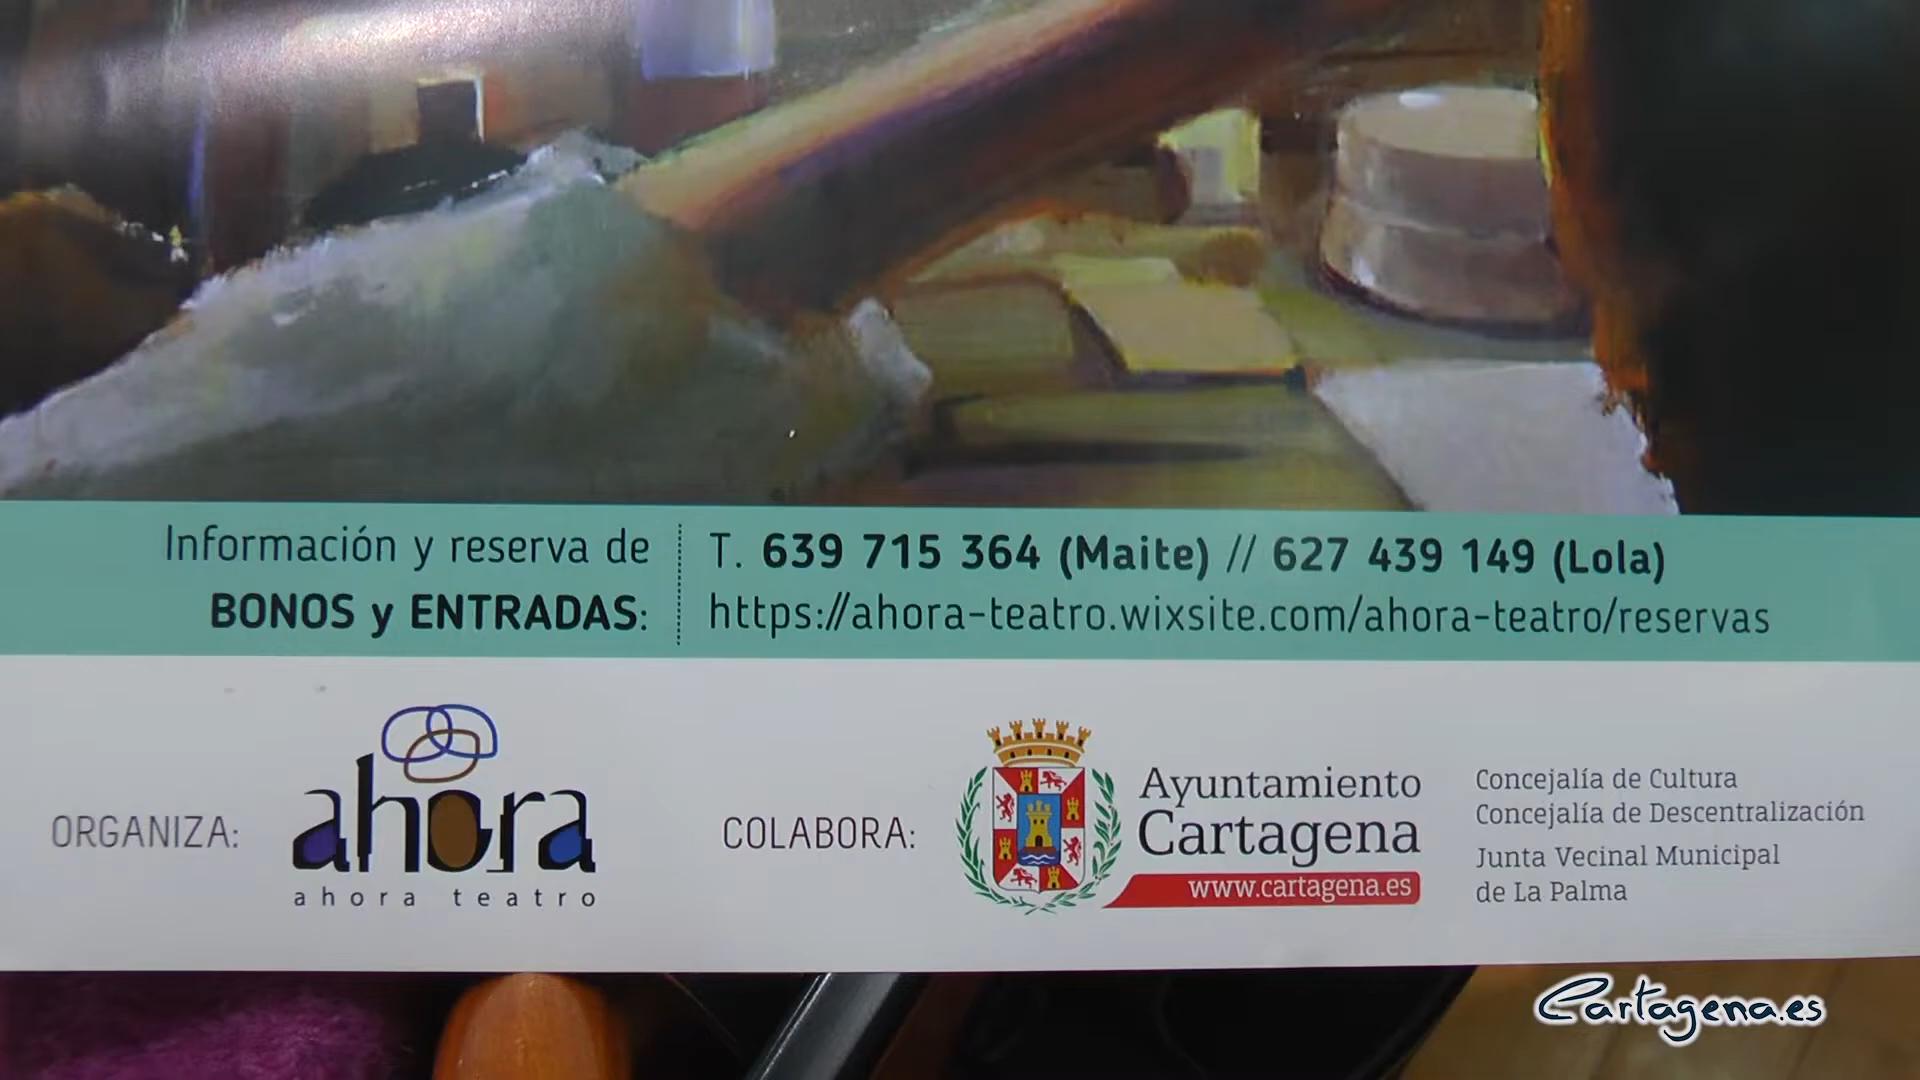 Información y reserva de
BONOS y ENTRADAS:
T. 639 715 364 (Maite) // 627 439 149 (Lola)
https://ahora-teatro.wixsite.com/ahora-teatro/reservas
ORGANIZA:
ahora
ahora teatro
COLABORA:
Ayuntamiento
Cartagena
www.cartagena.es
Concejalía de Cultura
Concejalía de Descentralización
Junta Vecinal Municipal
de La Palma
Cartagena.es